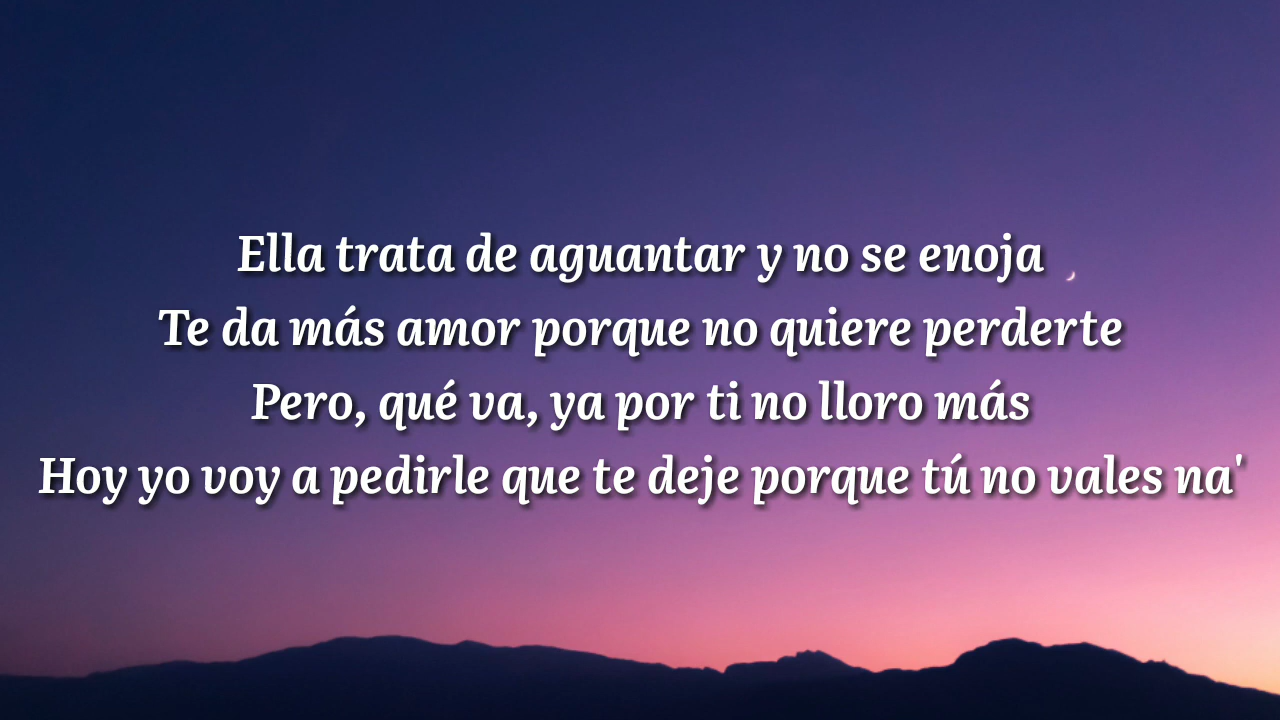 Ella trata de aguantar y no se enoja
Te da más amor porque no quiere perderte
Pero, qué va, ya por ti no lloro más
Hoy yo voy a pedirle que te deje porque tú no vales na'